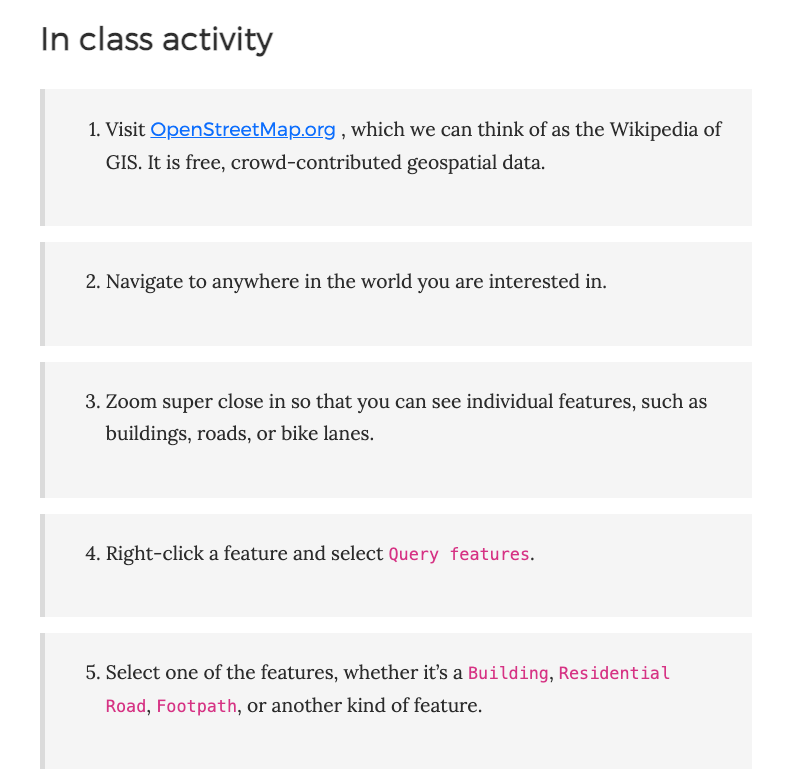 In class activity
1. Visit OpenStreetMap.org , which we can think of as the Wikipedia of
GIS. It is free, crowd-contributed geospatial data.
2. Navigate to anywhere in the world you are interested in.
3. Zoom super close in so that you can see individual features, such as
buildings, roads, or bike lanes.
4. Right-click a feature and select Query features.
5. Select one of the features, whether it’s a Building, Residential
Road, Footpath, or another kind of feature.